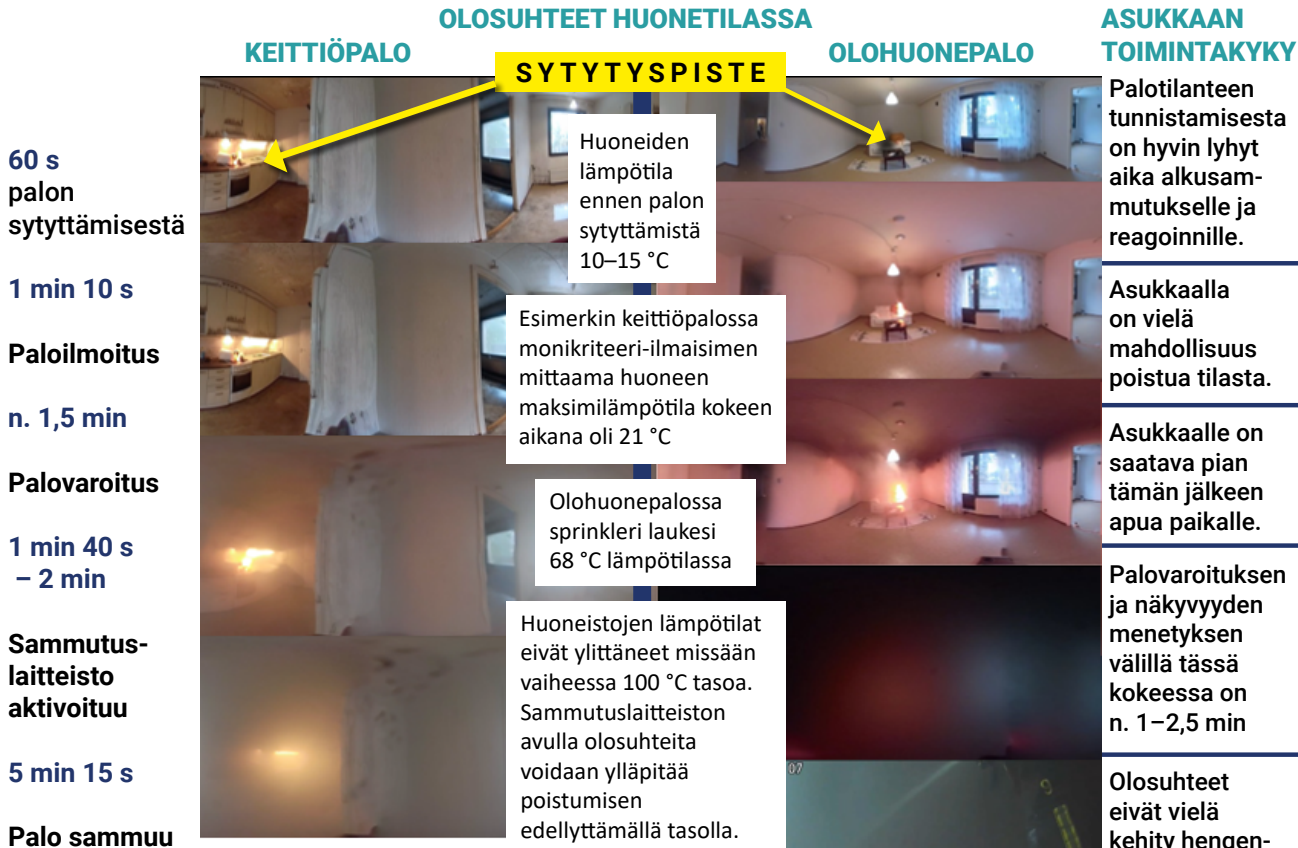 OLOSUHTEET HUONETILASSA
KEITTIÖPALO
OLOHUONEPALO
ASUKKAAN
TOIMINTAKYKY
SYTYTYSPISTE
60 s
palon
sytyttämisestä
1 min 10 s
Paloilmoitus
n. 1,5 min
Palovaroitus
1 min 40 s
– 2 min
Sammutus-
laitteisto
aktivoituu
5 min 15 s
Palo sammuu
Huoneiden
lämpötila
ennen palon
sytyttämistä
10–15 °C
Esimerkin keittiöpalossa
monikriteeri-ilmaisimen
mittaama huoneen
maksimilämpötila kokeen
aikana oli 21 °C
Olohuonepalossa
sprinkleri laukesi
68 °C lämpötilassa
Huoneistojen lämpötilat
eivät ylittäneet missään
vaiheessa 100 °C tasoa.
Sammutuslaitteiston
avulla olosuhteita
voidaan ylläpitää
poistumisen
edellyttämällä tasolla.
07
Palotilanteen
tunnistamisesta
on hyvin lyhyt
aika alkusam-
mutukselle ja
reagoinnille.
Asukkaalla
on vielä
mahdollisuus
poistua tilasta.
Asukkaalle on
saatava pian
tämän jälkeen
apua paikalle.
Palovaroituksen
ja näkyvyyden
menetyksen
välillä tässä
kokeessa on
n. 1–2,5 min
Olosuhteet
eivät vielä
kehity hengen-